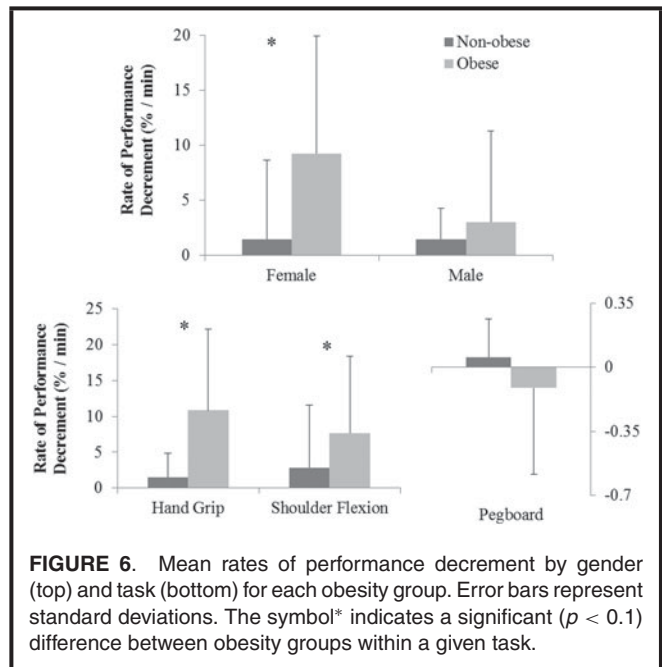 Rate of Performance
Decrement (% / min)
20
15
10
5
0
*
Non-obese
Obese
Female
Male
Rate of Performance
Decrement (% / min)
25
20
15
10
5
0
*
*
Hand Grip
Shoulder Flexion
0.35
0
-0.35
-0.7
Pegboard
FIGURE 6. Mean rates of performance decrement by gender
(top) and task (bottom) for each obesity group. Error bars represent
standard deviations. The symbol* indicates a significant (p < 0.1)
difference between obesity groups within a given task.